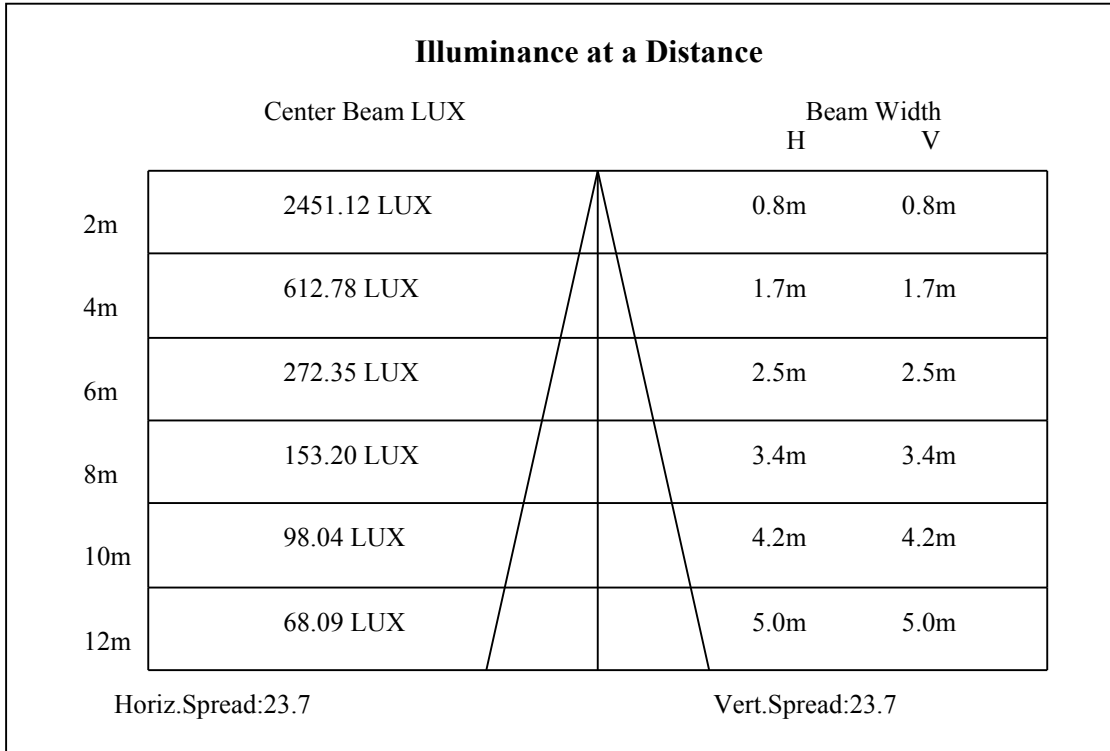 Illuminance at a Distance
Center Beam LUX Beam Width
H V
2m 2451.12 LUX 0.8m 0.8m
4m 612.78 LUX 1.7m 1.7m
6m 272.35 LUX 2.5m 2.5m
8m 153.20 LUX 3.4m 3.4m
10m 98.04 LUX 4.2m 4.2m
12m 68.09 LUX 5.0m 5.0m
Horiz.Spread:23.7 Vert.Spread:23.7